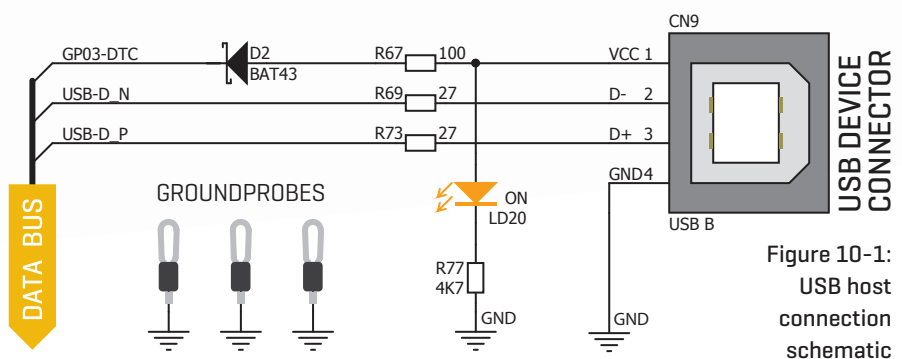 CN9
GP03-DTC
D2
BAT43
R67
100
VCC 1
USB-D_N
R69
27
D- 2
USB-D_P
R73
27
D+ 3
GND4
USB B
USB DEVICE
CONNECTOR
DATA BUS
GROUNDPROBES
ON
LD20
R77
4K7
GND
GND
Figure 10-1:
USB host
connection
schematic